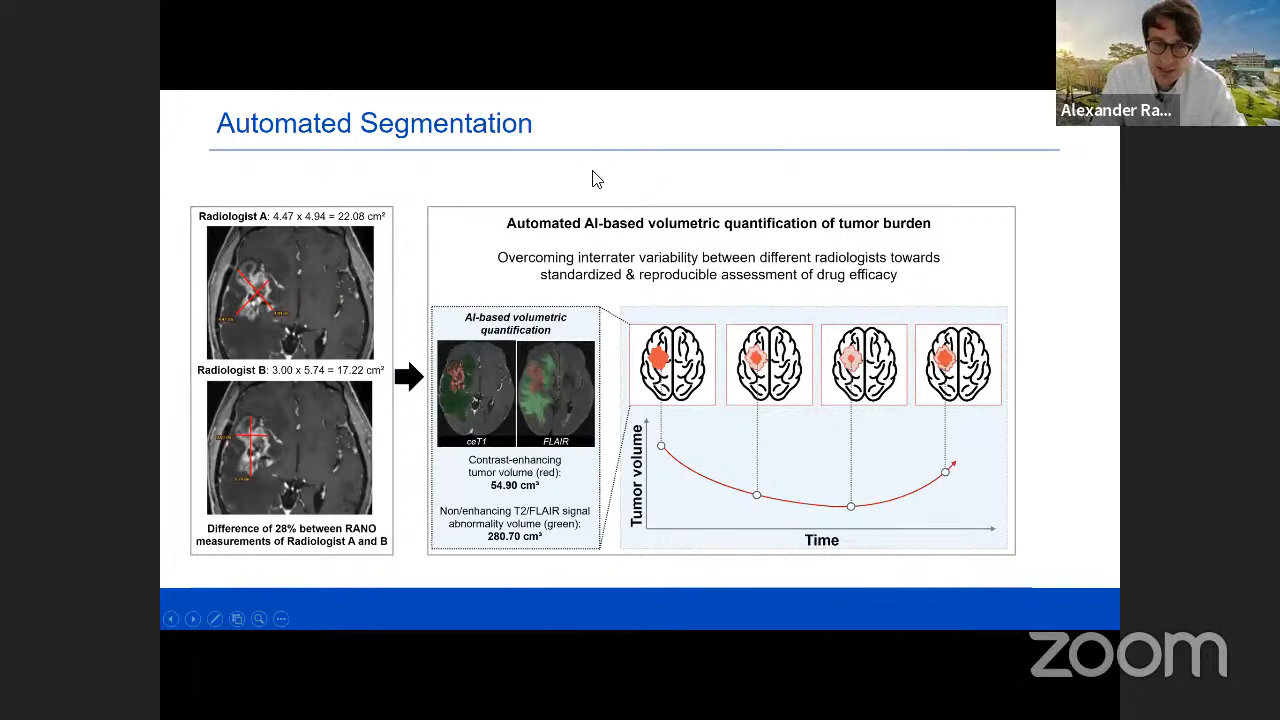 Automated Segmentation
Alexander Ra...
Radiologist A: 4.47 x 4.94 = 22.08 cm²
Radiologist B: 3.00 x 5.74 = 17.22 cm²
Difference of 28% between RANO
measurements of Radiologist A and B
Automated AI-based volumetric quantification of tumor burden
Overcoming interrater variability between different radiologists towards
standardized & reproducible assessment of drug efficacy
AI-based volumetric
quantification
ceT1
FLAIR
Contrast-enhancing
tumor volume (red):
54.90 cm³
Non/enhancing T2/FLAIR signal
abnormality volume (green):
280.70 cm³
Tumor volume
Time
zoom